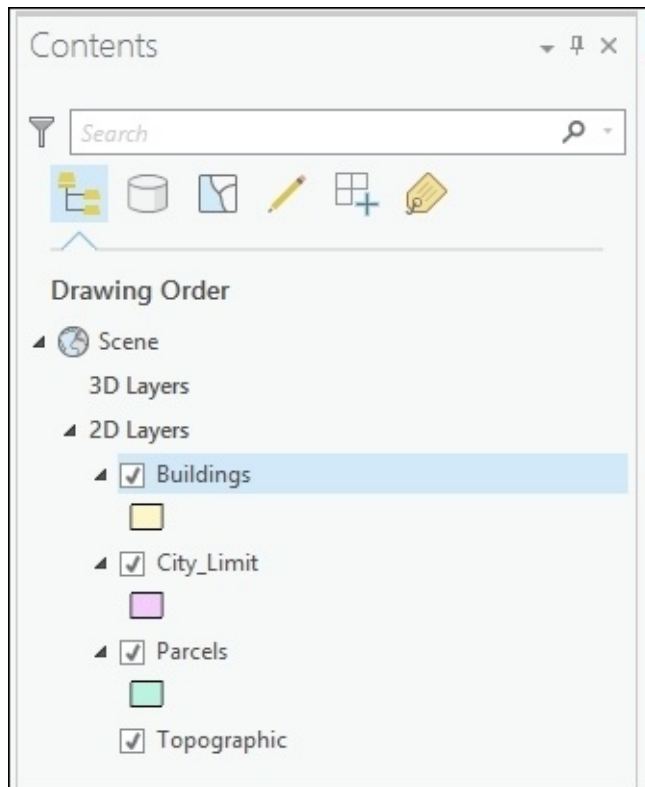 Contents
Search
Drawing Order
Scene
3D Layers
2D Layers
Buildings
City_Limit
Parcels
Topographic